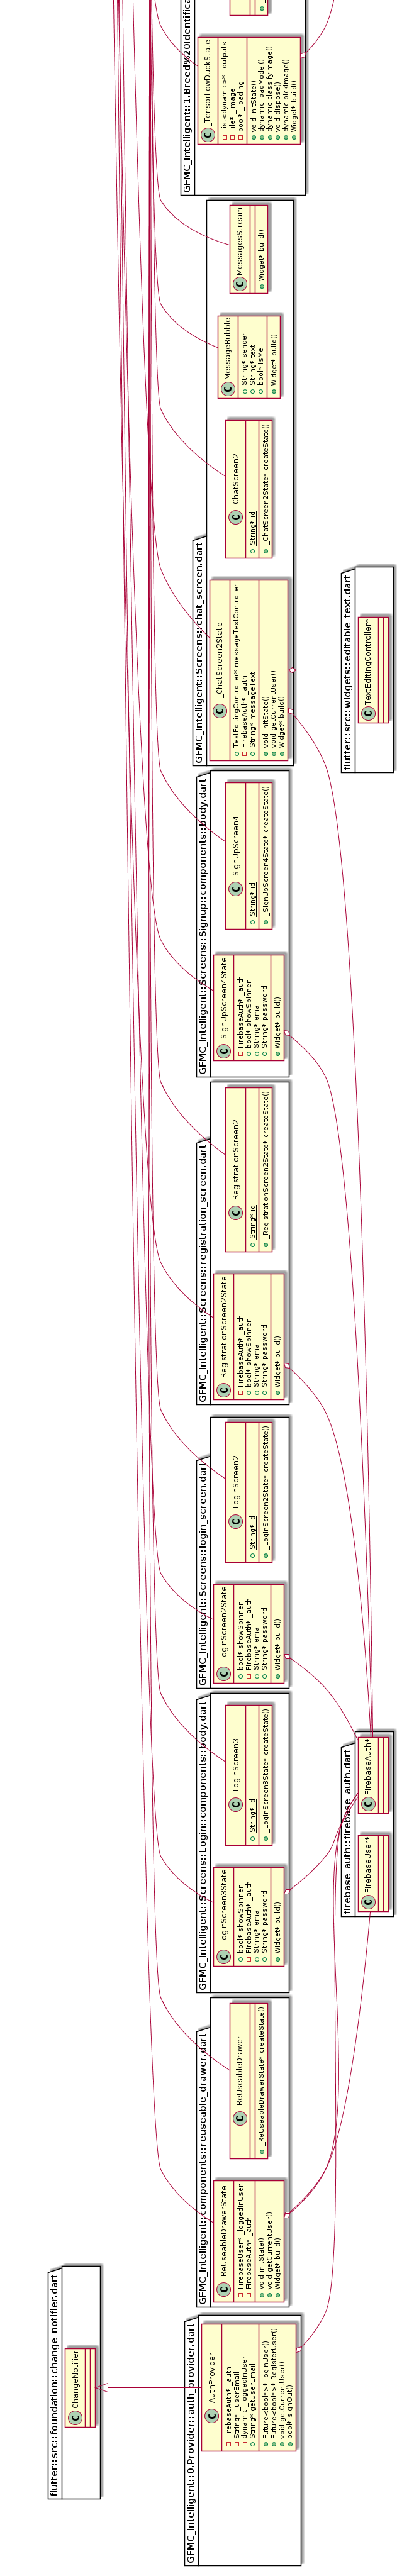 flutter::src::foundation::change_notifier.dart
C ChangeNotifier
GFMC_Intelligent::0.Provider::auth_provider.dart
C AuthProvider
FirebaseAuth* _auth
String* _userEmail
dynamic _loggedInUser
String* getUserEmail
Future<bool*>* loginUser()
Future<bool*>* RegisterUser()
void getCurrentUser()
bool* signOut()
GFMC_Intelligent::Components::reuseable_drawer.dart
C _ReUseableDrawerState
FirebaseUser* _loggedInUser
FirebaseAuth* _auth
void initState()
void getCurrentUser()
Widget* build()
C ReUseableDrawer
_ReUseableDrawerState* createState()
GFMC_Intelligent::Screens::Login::components::body.dart
C _LoginScreen3State
bool* showSpinner
FirebaseAuth* _auth
String* email
String* password
Widget* build()
C LoginScreen3
String* id
_LoginScreen3State* createState()
GFMC_Intelligent::Screens::login_screen.dart
C _LoginScreen2State
bool* showSpinner
FirebaseAuth* _auth
String* email
String* password
Widget* build()
C LoginScreen2
String* id
_LoginScreen2State* createState()
GFMC_Intelligent::Screens::registration_screen.dart
C _RegistrationScreen2State
FirebaseAuth* _auth
bool* showSpinner
String* email
String* password
Widget* build()
C RegistrationScreen2
String* id
_RegistrationScreen2State* createState()
GFMC_Intelligent::Screens::Signup::components::body.dart
C _SignUpScreen4State
FirebaseAuth* _auth
bool* showSpinner
String* email
String* password
Widget* build()
C SignUpScreen4
String* id
_SignUpScreen4State* createState()
GFMC_Intelligent::Screens::chat_screen.dart
C _ChatScreen2State
TextEditingController* messageTextController
FirebaseAuth* _auth
String* messageText
void initState()
void getCurrentUser()
Widget* build()
C ChatScreen2
String* id
_ChatScreen2State* createState()
C MessageBubble
String* sender
String* text
bool* isMe
Widget* build()
C MessagesStream
Widget* build()
GFMC_Intelligent::1.Breed%20Identifica
C _TensorflowDuckState
List<dynamic>* _outputs
File* _image
bool* _loading
void initState()
dynamic loadModel()
dynamic classifyImage()
void dispose()
dynamic pickImage()
Widget* build()
firebase_auth::firebase_auth.dart
C FirebaseUser*
C FirebaseAuth*
flutter::src::widgets::editable_text.dart
C TextEditingController*